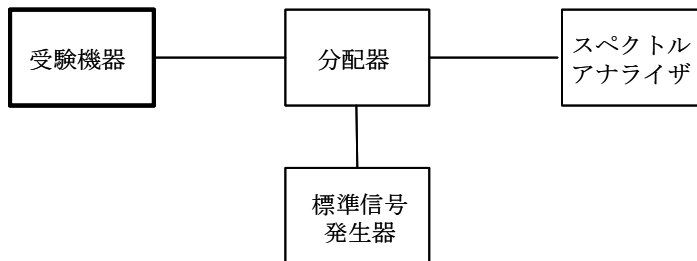 受験機器
分配器
スペクトル
アナライザ
標準信号
発生器